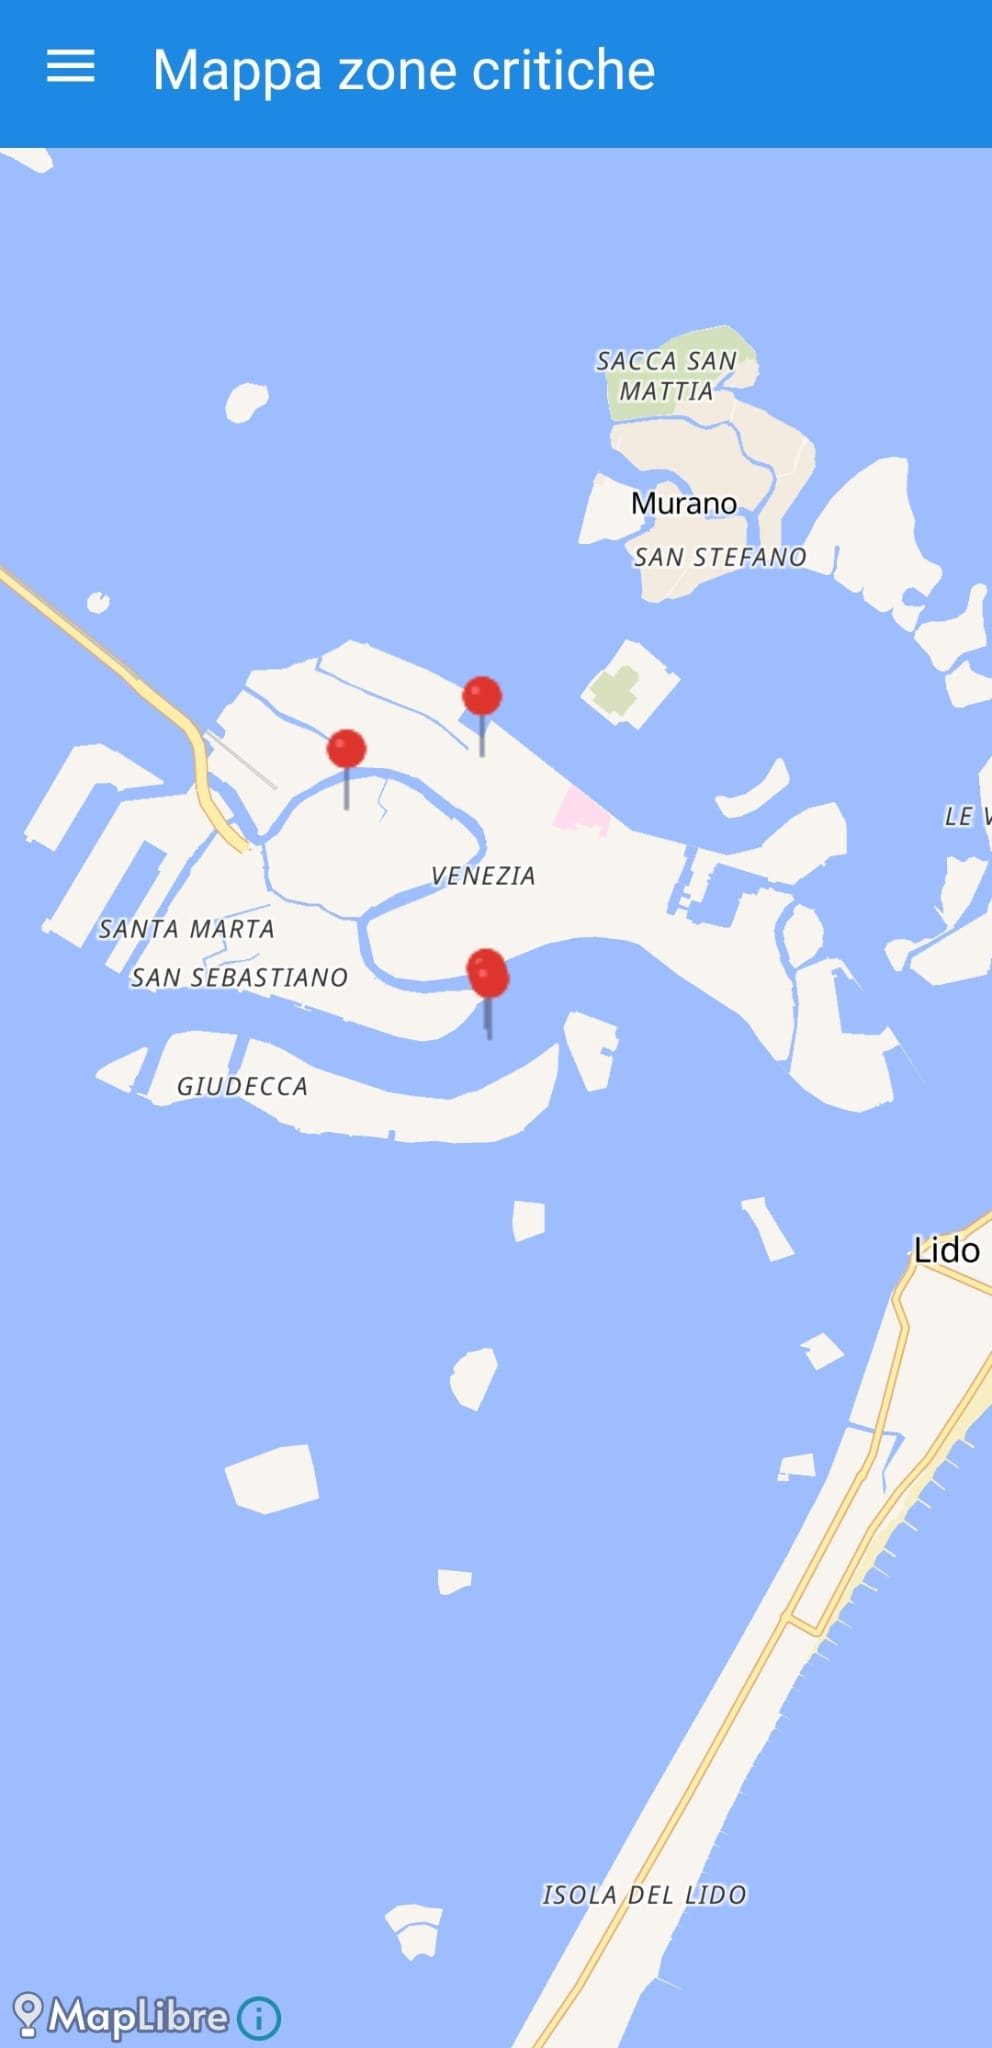 Mappa zone critiche
SACCA SAN
MATTIA
Murano
SAN STEFANO
LE V
VENEZIA
SANTA MARTA
SAN SEBASTIANO
GIUDECCA
Lido
ISOLA DEL LIDO
MapLibre